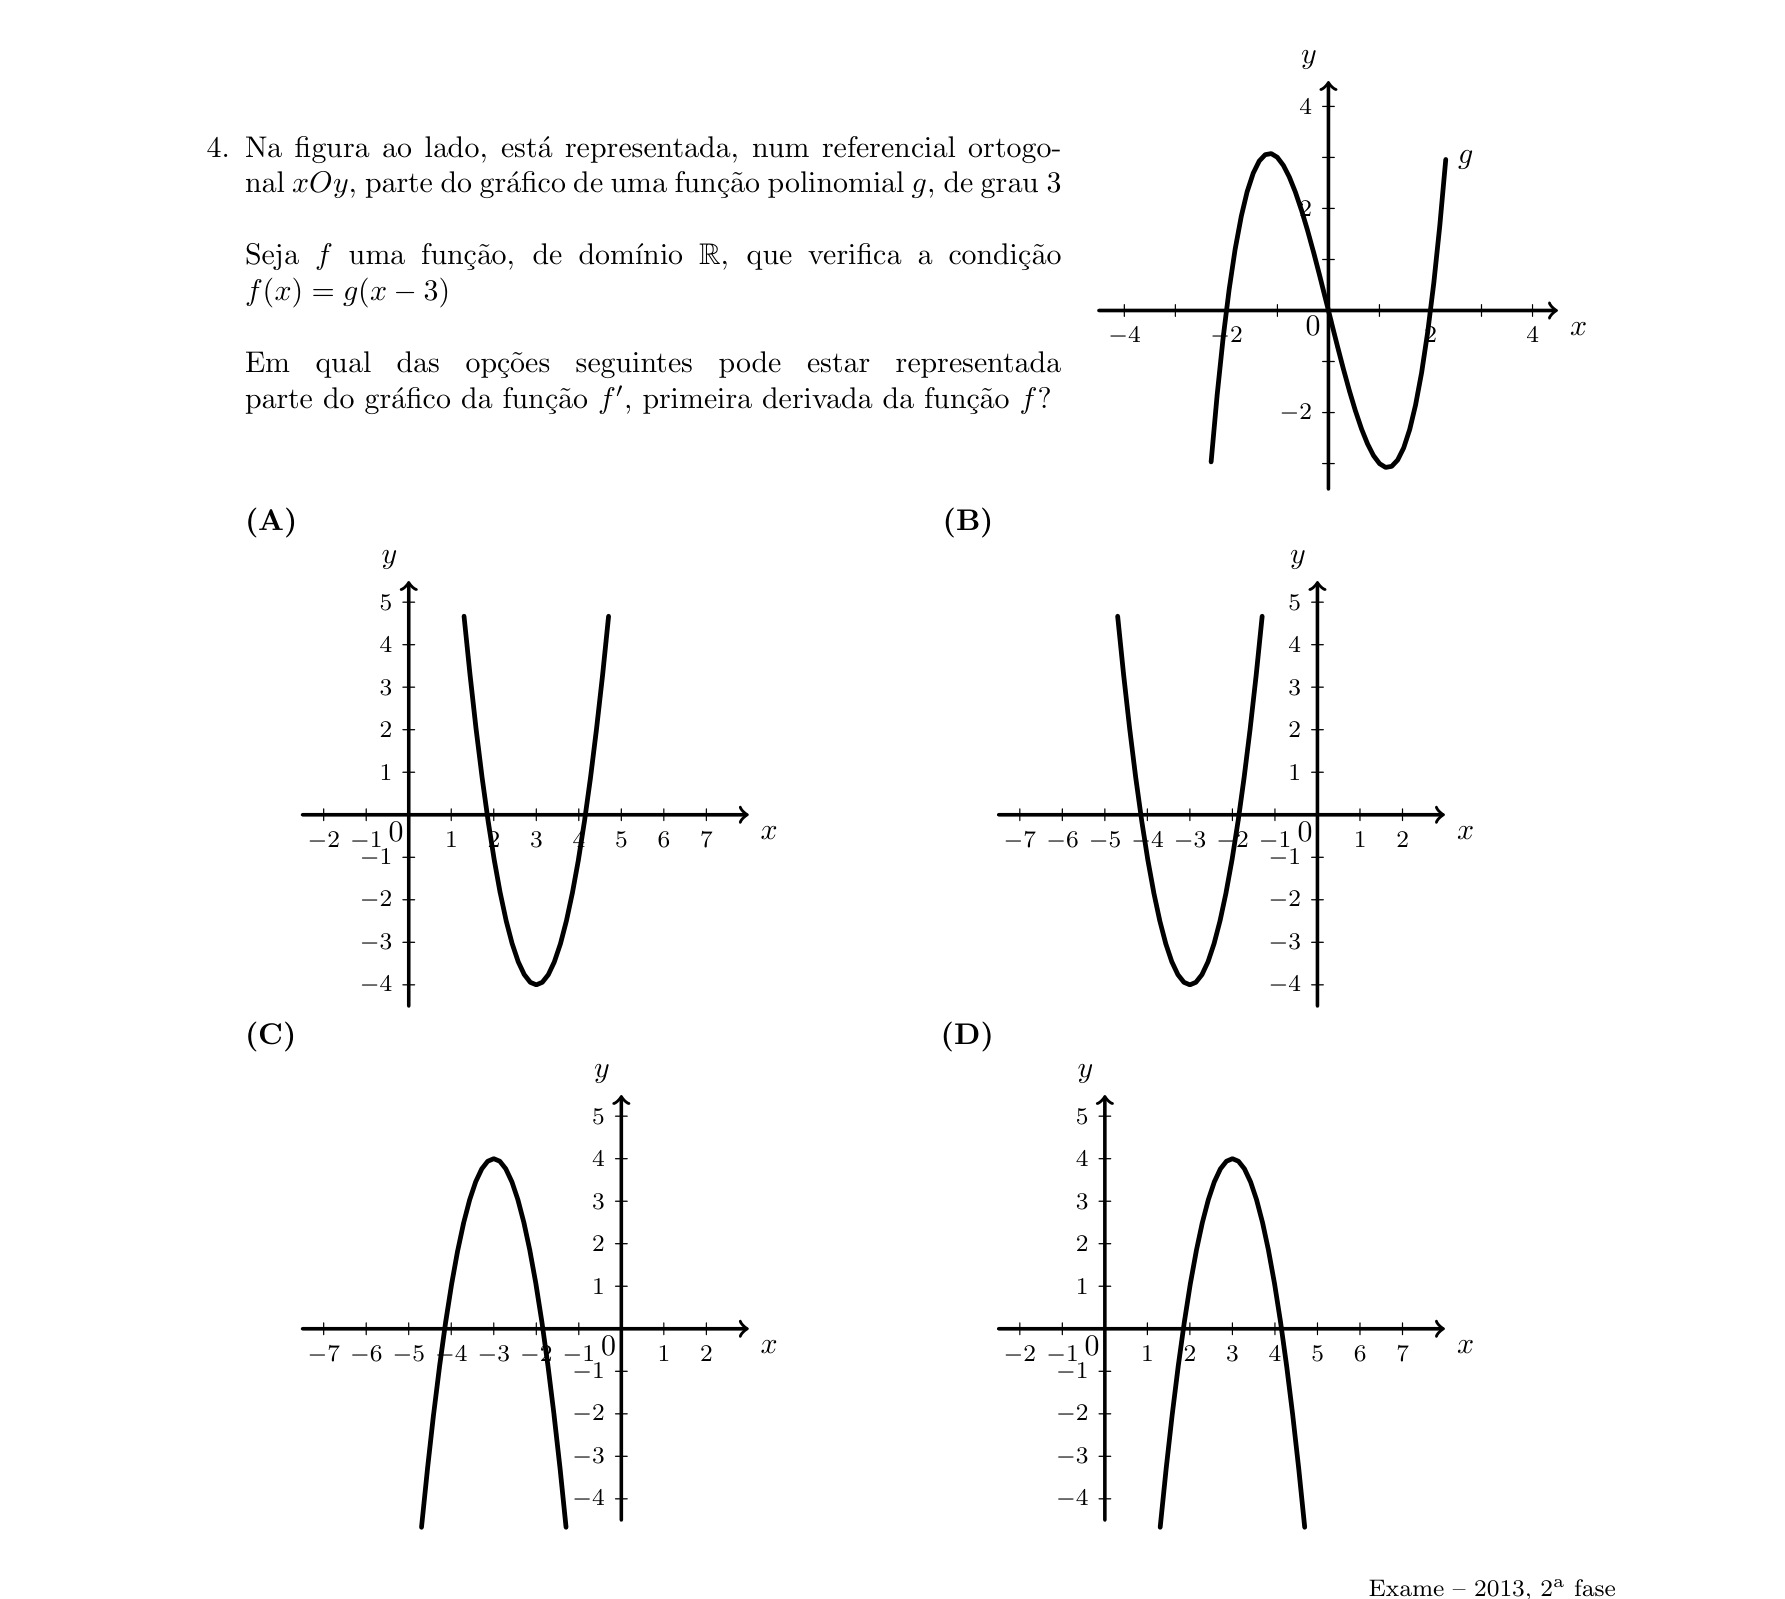 4. Na figura ao lado, está representada, num referencial ortogo-
nal xOy, parte do gráfico de uma função polinomial g, de grau 3
Seja f uma função, de domínio ℝ, que verifica a condição
f(x) = g(x − 3)
Em qual das opções seguintes pode estar representada
parte do gráfico da função f′, primeira derivada da função f?
y
4
g
2
−4 −2 0 2 4 x
−2
(A)
y
5
4
3
2
1
−2 −1 0 1 2 3 4 5 6 7 x
−1
−2
−3
−4
(B)
y
5
4
3
2
1
−7 −6 −5 −4 −3 −2 −1 0 1 2 x
−1
−2
−3
−4
(C)
y
5
4
3
2
1
−7 −6 −5 −4 −3 −2 −1 0 1 2 x
−1
−2
−3
−4
(D)
y
5
4
3
2
1
−2 −1 0 1 2 3 4 5 6 7 x
−1
−2
−3
−4
Exame – 2013, 2ª fase